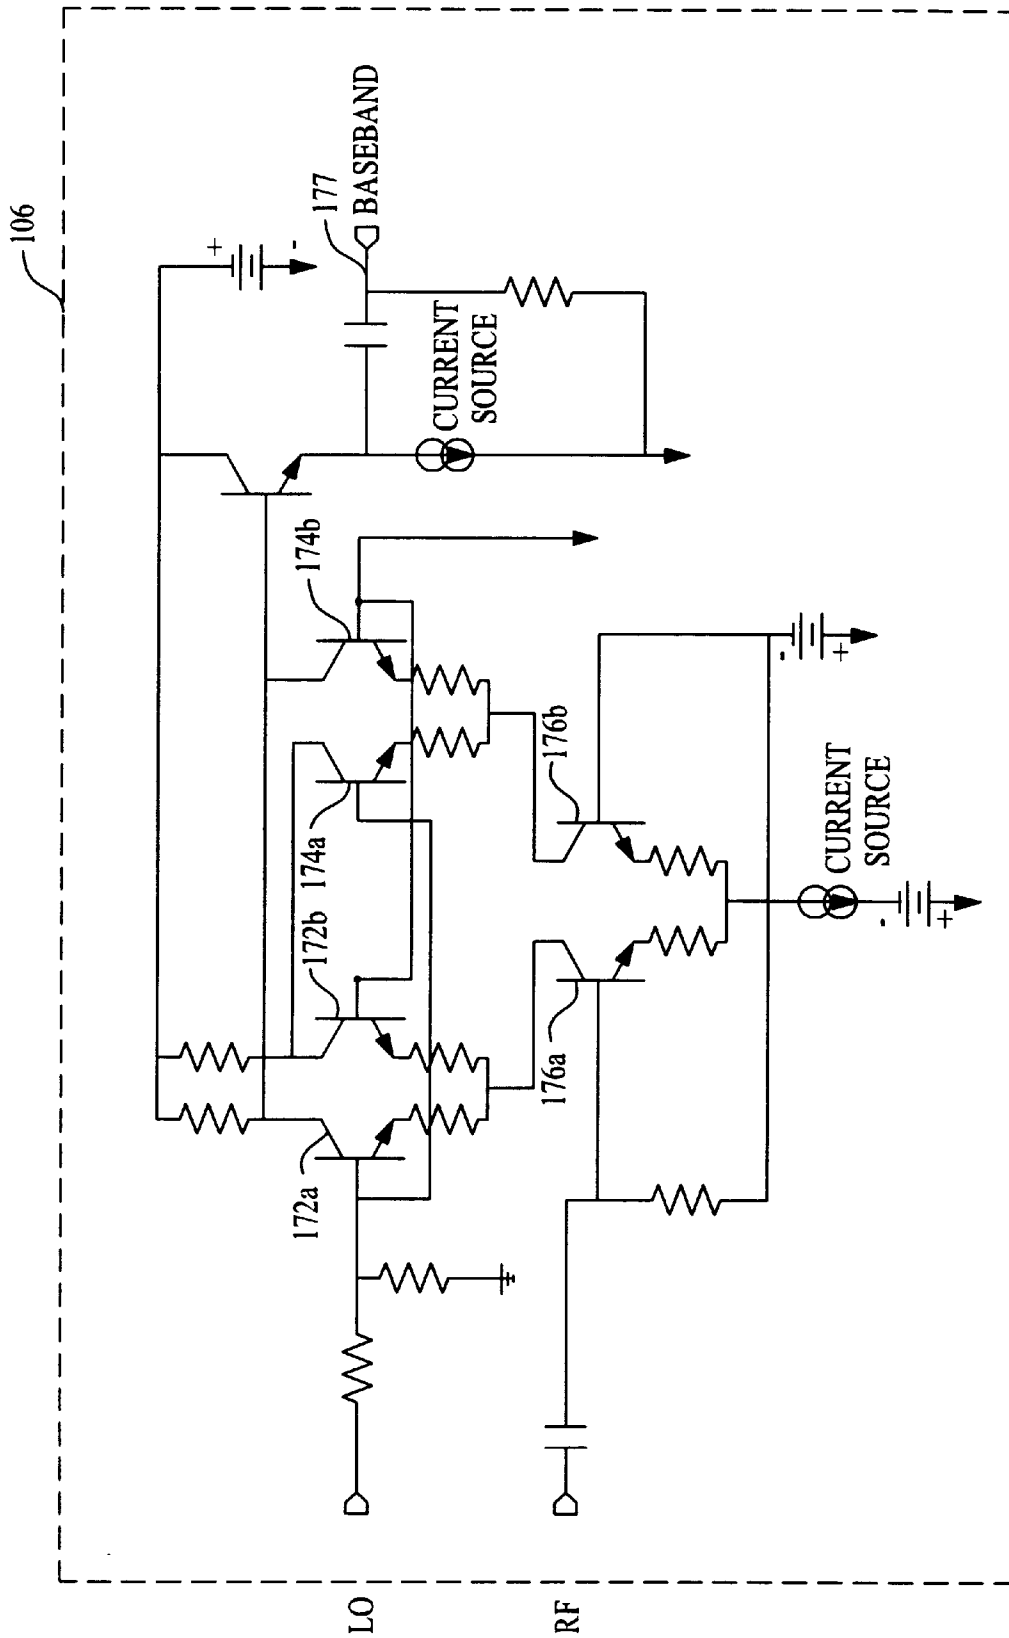 106
177
BASEBAND
+
-
CURRENT
SOURCE
174b
174a
172b
172a
176b
176a
-
+
CURRENT
SOURCE
-
+
LO
RF